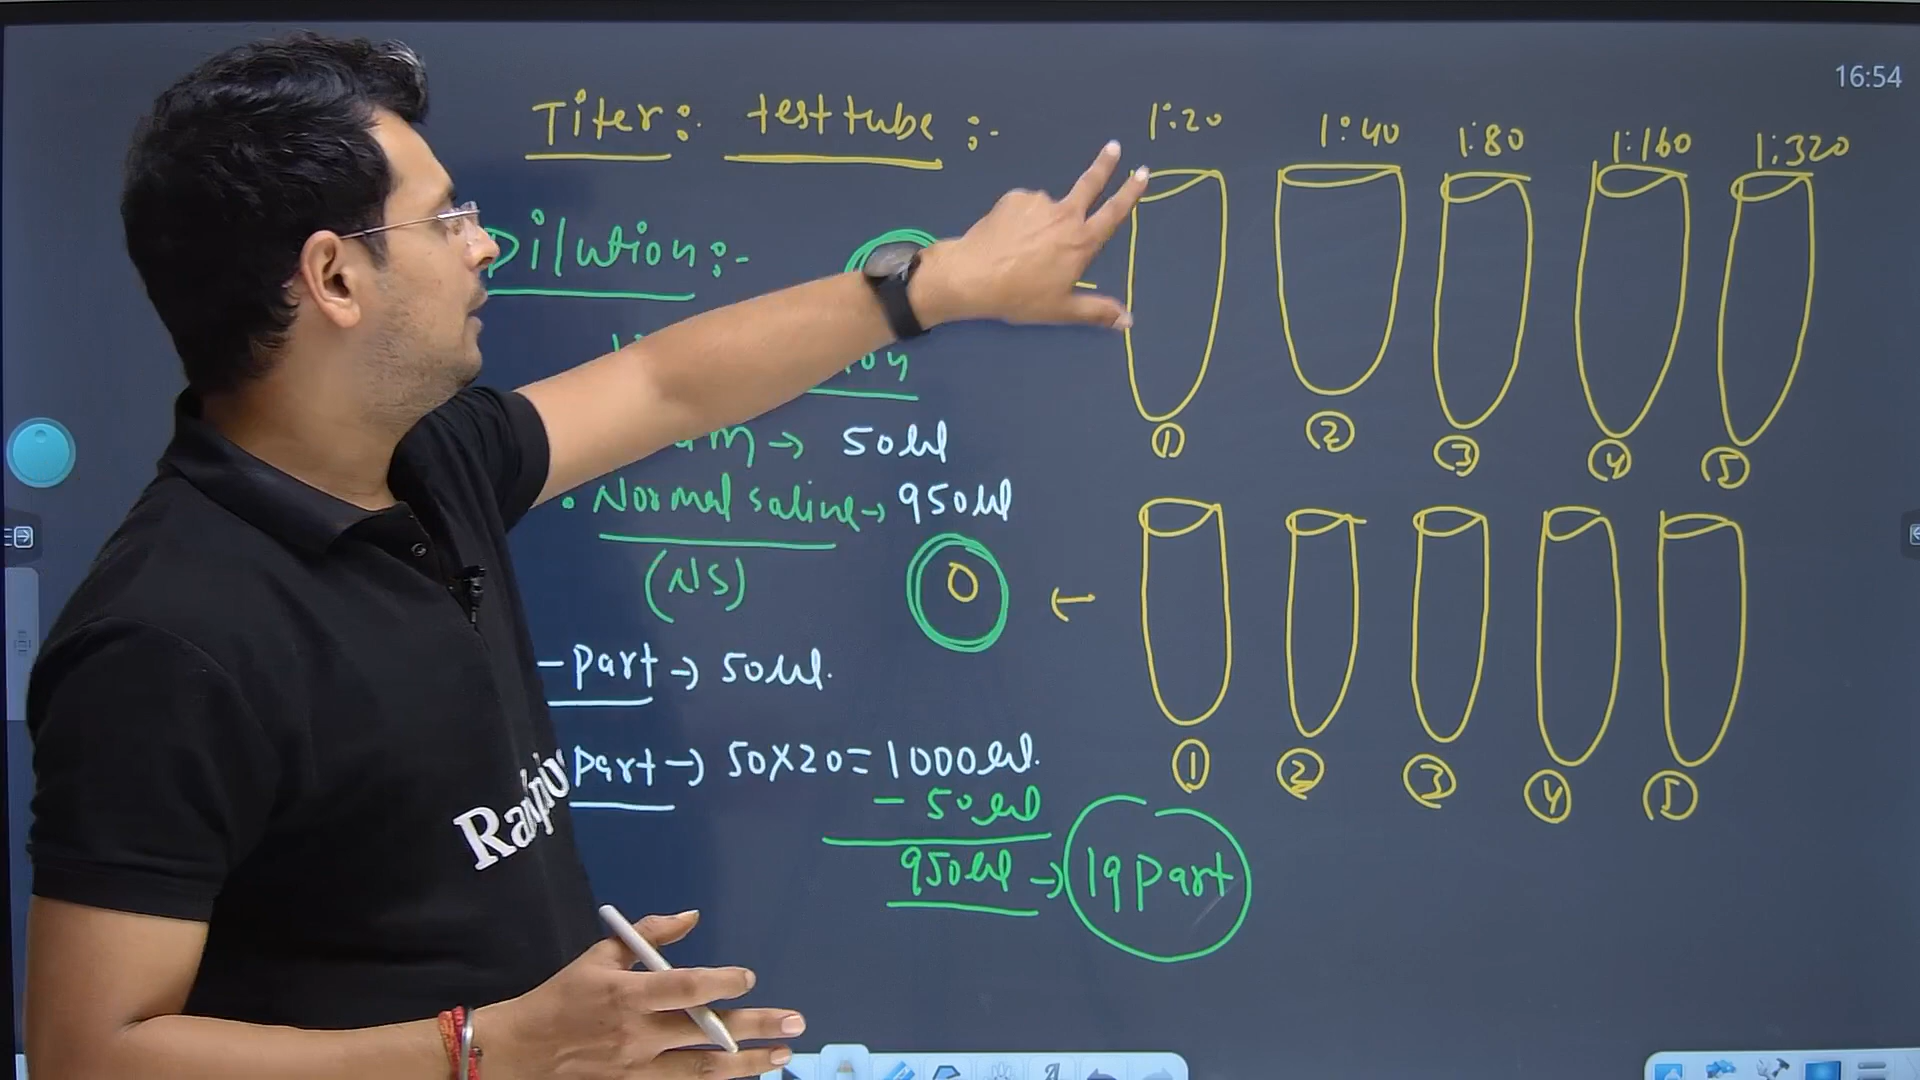 16:54
Titer:- test tube :-
1:20 1:40 1:80 1:160 1:320
Dilution:-
① ② ③ ④ ⑤
→ 50ul
• Normal saline → 950ul
(NS)
O ←
- part → 50ul.
part → 50x20 = 1000ul.
- 50ul
950ul → 19 part
① ② ③ ④ ⑤